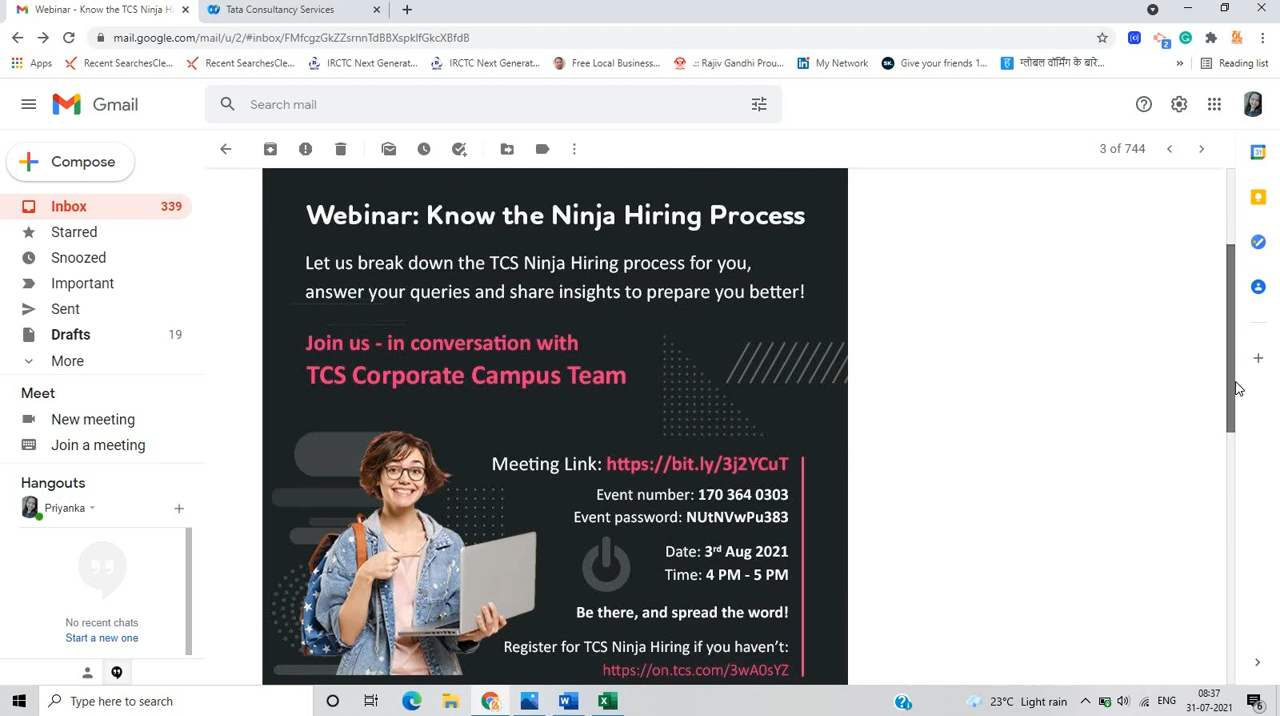 Webinar - Know the Ninja H
Tata Consultancy Services
mail.google.com/mail/u/2/#inbox/FMfcgzGkZZsrnnTdBBXspklfGkcXBfdB
Apps
Recent SearchesCle...
Recent SearchesCle...
IRCTC Next Generat...
IRCTC Next Generat...
Free Local Business...
.:: Rajiv Gandhi Prou...
My Network
Give your friends 1...
ग्लोबल वॉर्मिंग के बारे...
»
Reading list
Gmail
Search mail
Compose
3 of 744
Inbox 339
Starred
Snoozed
Important
Sent
Drafts 19
More
Meet
New meeting
Join a meeting
Hangouts
Priyanka
No recent chats
Start a new one
Webinar: Know the Ninja Hiring Process
Let us break down the TCS Ninja Hiring process for you,
answer your queries and share insights to prepare you better!
Join us - in conversation with
TCS Corporate Campus Team
Meeting Link: https://bit.ly/3j2YCuT
Event number: 170 364 0303
Event password: NUtNVwPu383
Date: 3rd Aug 2021
Time: 4 PM - 5 PM
Be there, and spread the word!
Register for TCS Ninja Hiring if you haven't:
https://on.tcs.com/3wA0sYZ
Type here to search
23°C Light rain
ENG
08:37
31-07-2021